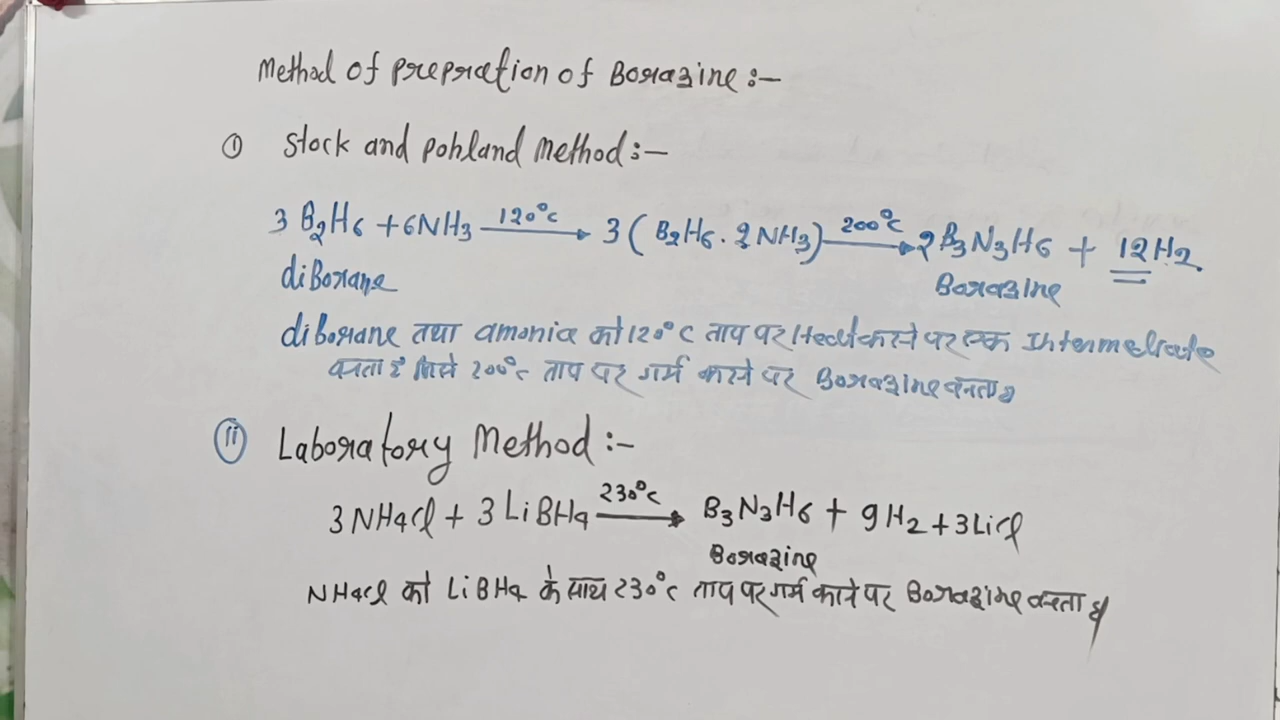 Method of prepration of Borazine :-
① Stock and pohland Method :-
3 B₂H₆ + 6NH₃ 120°C → 3 ( B₂H₆ . 2NH₃) 200°C → 2B₃N₃H₆ + 12H₂
diBorane Borazine
diborane तथा amonia को 120°C ताप पर Heat करने पर एक Intermediate
बनता है जिसे 200°C ताप पर गर्म करने पर Borazine बनता है
ⓘⓘ Laboratory Method :-
3NH₄Cl + 3LiBH₄ 230°C → B₃N₃H₆ + 9H₂ + 3LiCl
Borazine
NH₄Cl को LiBH₄ के साथ 230°C ताप पर गर्म करने पर Borazine बनता है